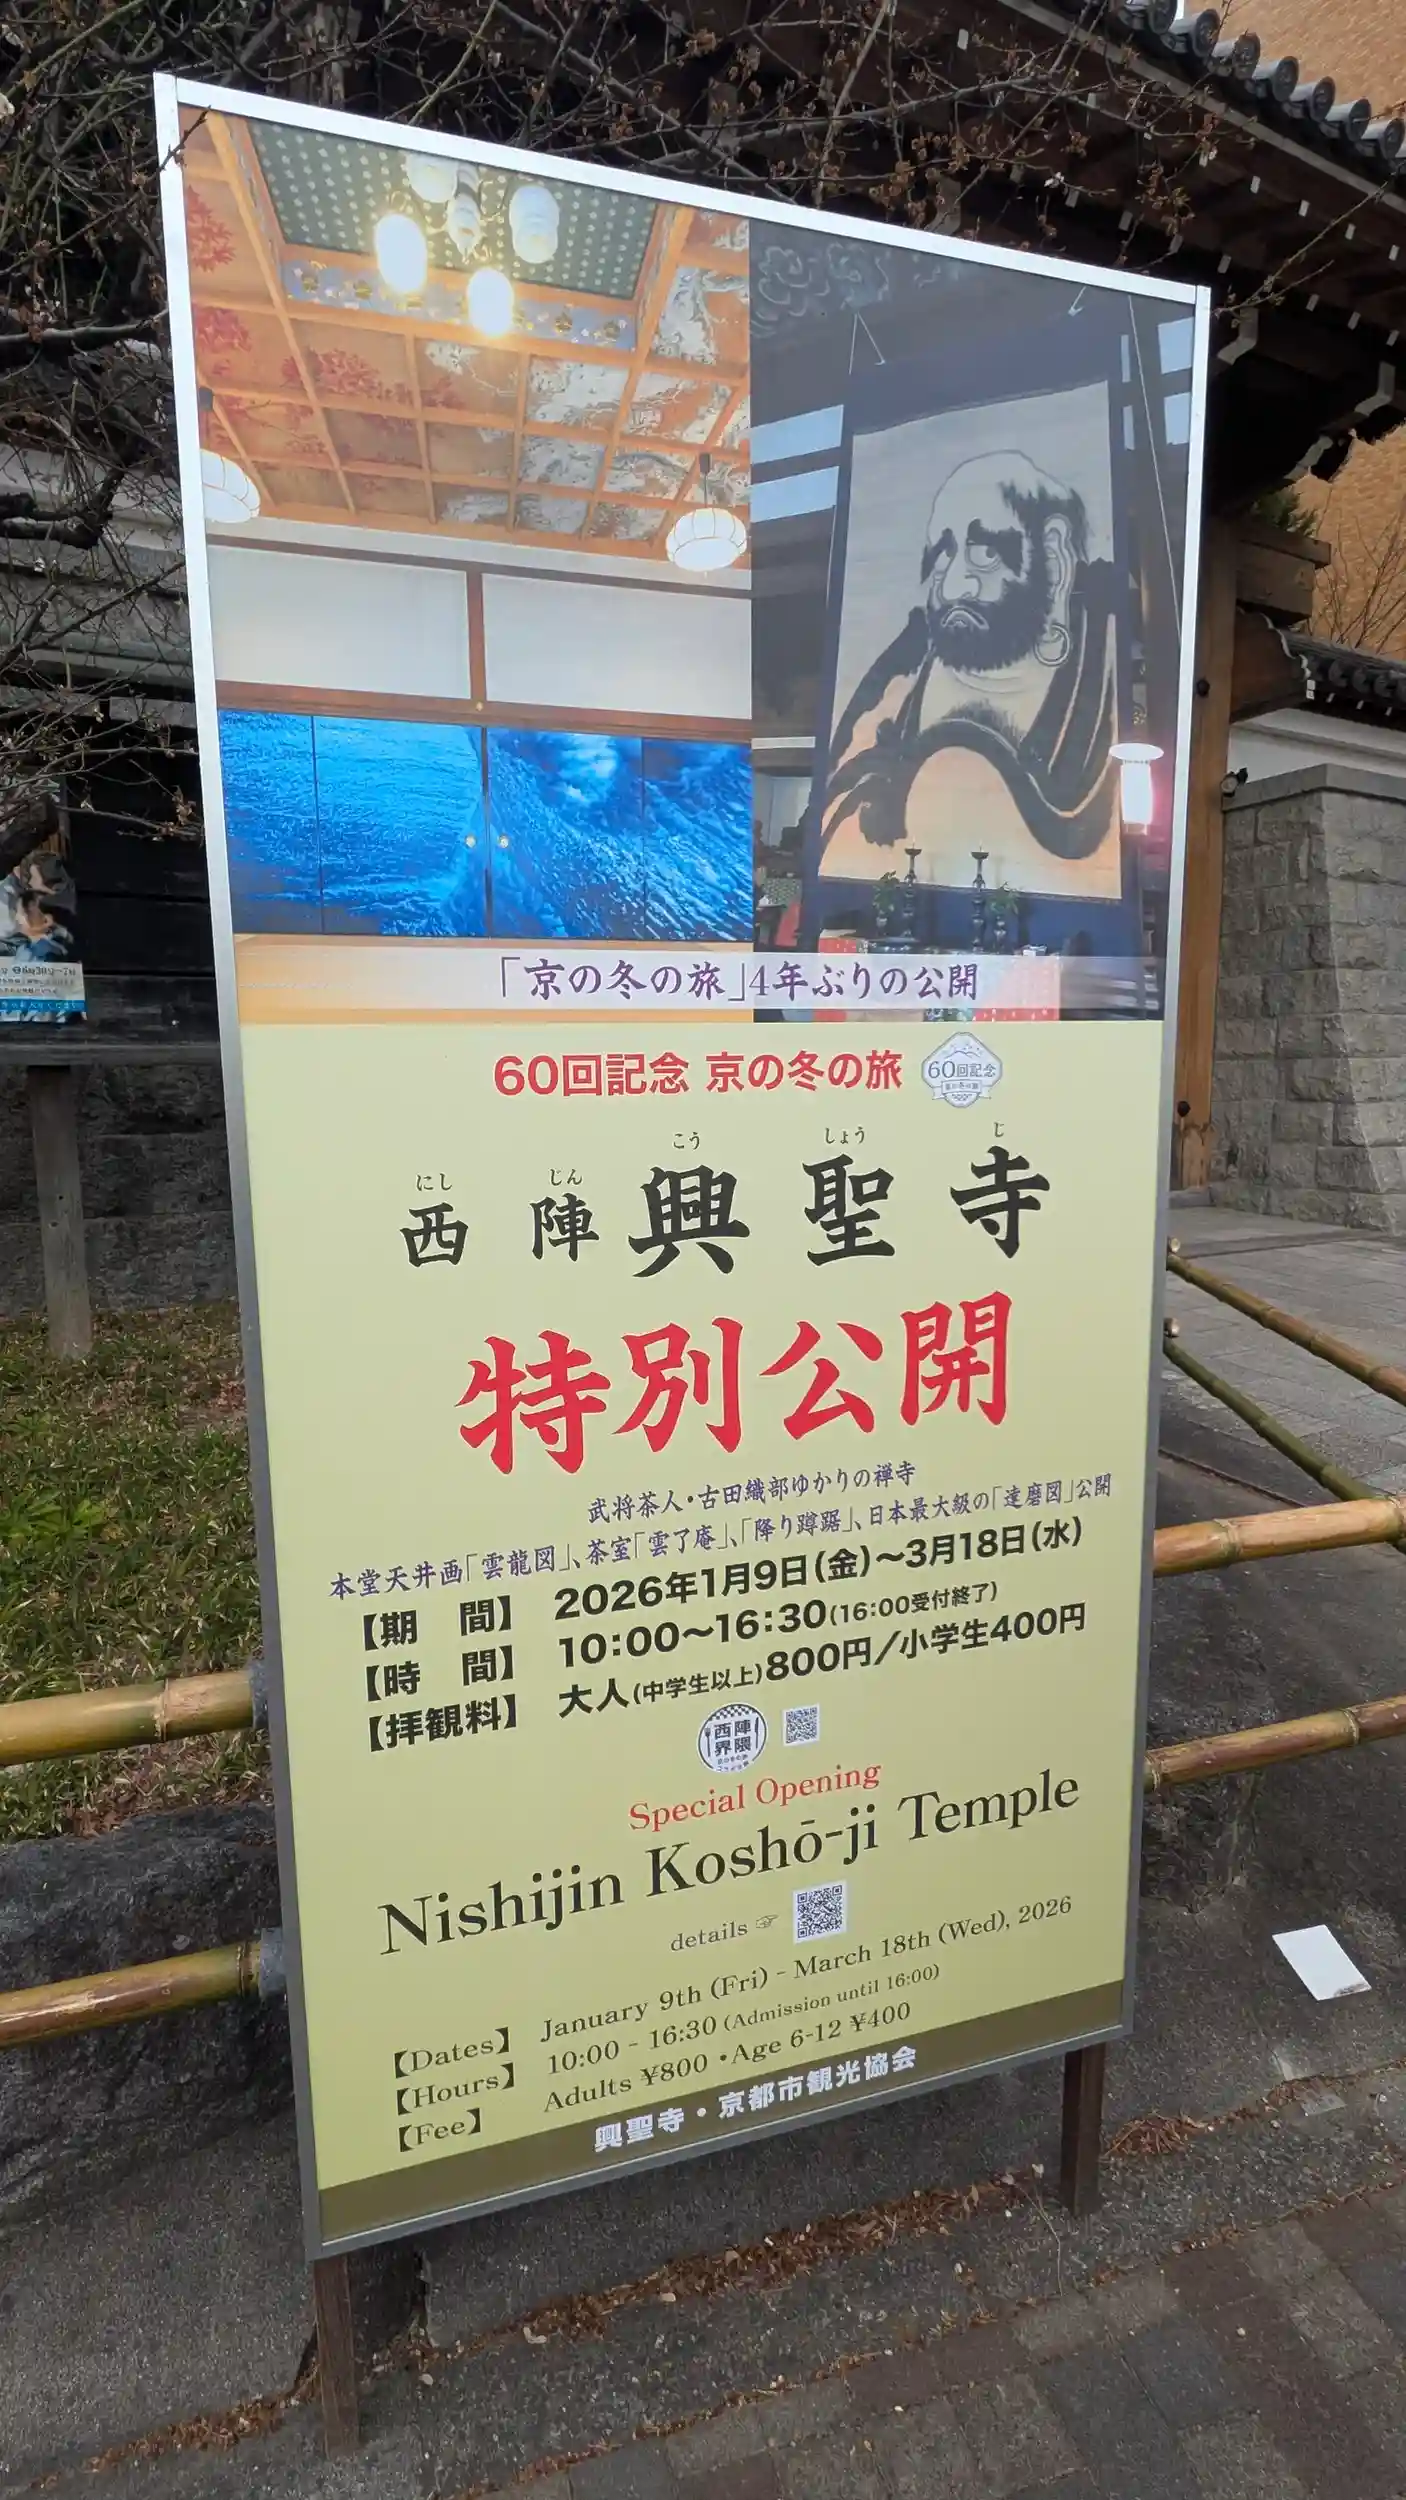 「京の冬の旅」4年ぶりの公開
60回記念 京の冬の旅
60回記念
にし じん こう しょう じ
西陣興聖寺
特別公開
武将茶人・古田織部ゆかりの禅寺
本堂天井画「雲龍図」、茶室「雲了庵」、「降り蹲踞」、日本最大級の「達磨図」公開
【期 間】 2026年1月9日(金)~3月18日(水)
【時 間】 10:00~16:30(16:00受付終了)
【拝観料】 大人(中学生以上)800円/小学生400円
西陣
界隈
Special Opening
Nishijin Koshō-ji Temple
details ☞
【Dates】 January 9th (Fri) - March 18th (Wed), 2026
【Hours】 10:00 - 16:30 (Admission until 16:00)
【Fee】 Adults ¥800 ・Age 6-12 ¥400
興聖寺・京都市観光協会